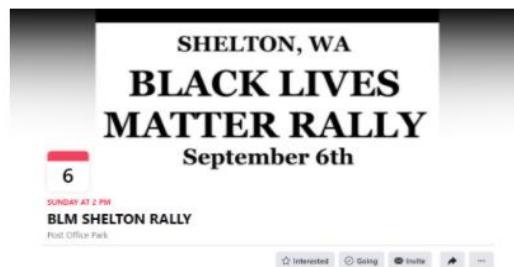 SHELTON, WA
BLACK LIVES
MATTER RALLY
September 6th
6
SUNDAY AT 2 PM
BLM SHELTON RALLY
Post Office Park
Interested
Going
Invite